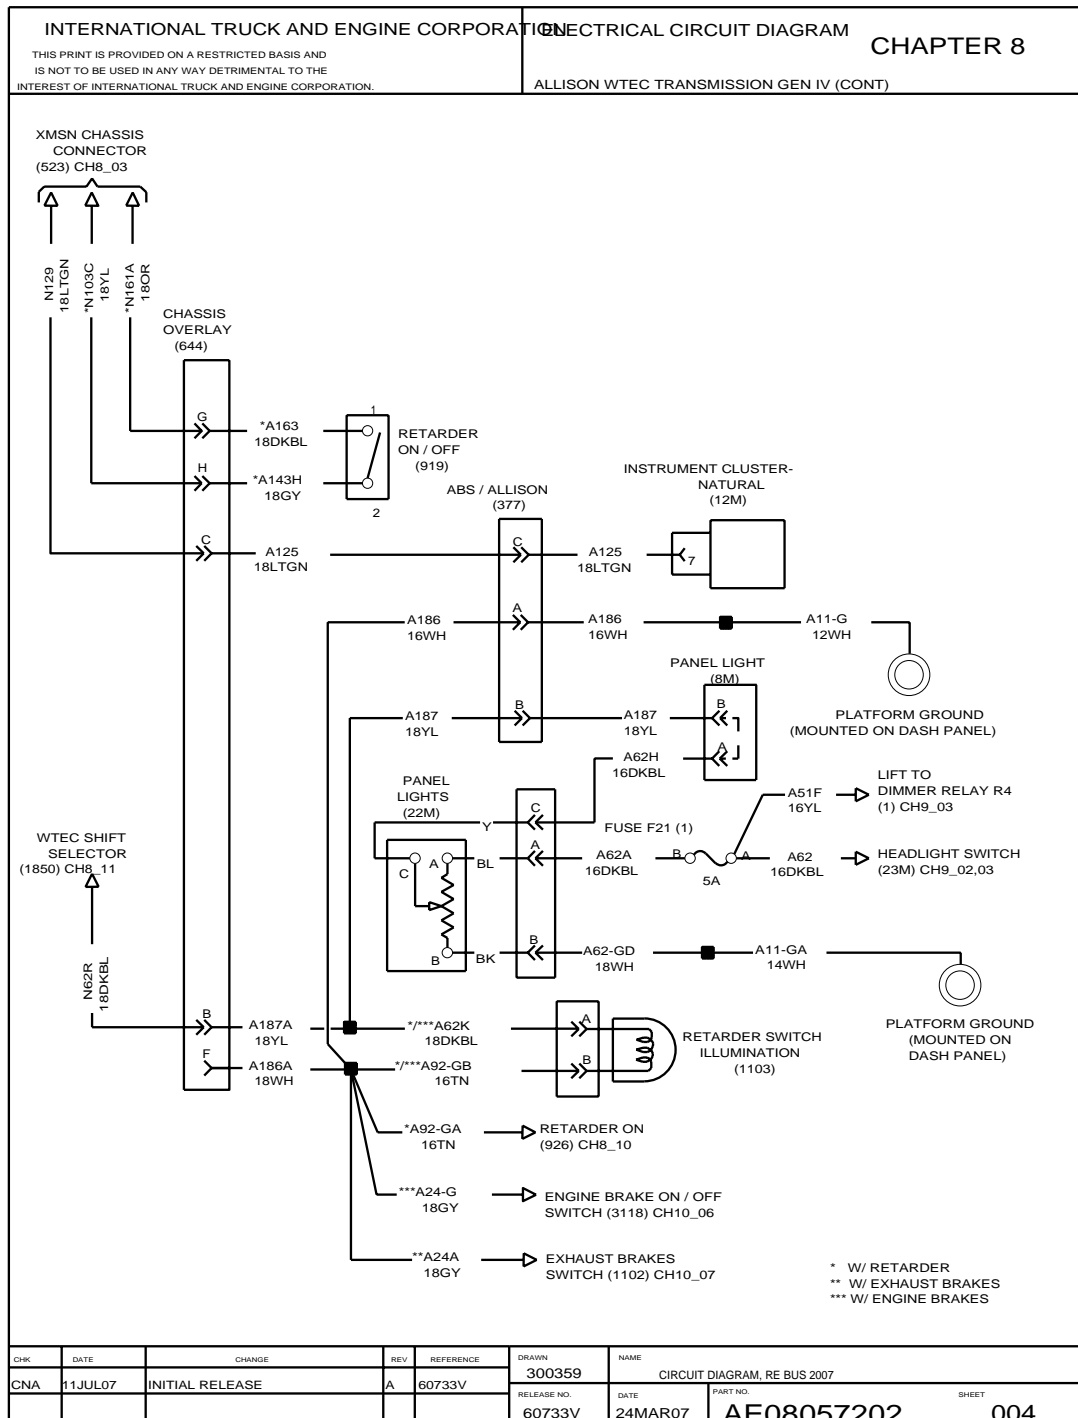 INTERNATIONAL TRUCK AND ENGINE CORPORATION
THIS PRINT IS PROVIDED ON A RESTRICTED BASIS AND
IS NOT TO BE USED IN ANY WAY DETRIMENTAL TO THE
INTEREST OF INTERNATIONAL TRUCK AND ENGINE CORPORATION.
ELECTRICAL CIRCUIT DIAGRAM
CHAPTER 8
ALLISON WTEC TRANSMISSION GEN IV (CONT)
XMSN CHASSIS
CONNECTOR
(523) CH8_03
N129
18LTGN
*N103C
18YL
*N161A
18OR
CHASSIS
OVERLAY
(644)
G
*A163
18DKBL
1
RETARDER
ON / OFF
(919)
H
*A143H
18GY
2
ABS / ALLISON
(377)
INSTRUMENT CLUSTER-
NATURAL
(12M)
C
A125
18LTGN
C
A125
18LTGN
7
A186
16WH
A
A186
16WH
A11-G
12WH
PLATFORM GROUND
(MOUNTED ON DASH PANEL)
PANEL LIGHT
(8M)
A187
18YL
B
A187
18YL
B
A62H
16DKBL
A
PANEL
LIGHTS
(22M)
Y
C
FUSE F21 (1)
A51F
16YL
LIFT TO
DIMMER RELAY R4
(1) CH9_03
WTEC SHIFT
SELECTOR
(1850) CH8_11
C
A
BL
A
A62A
16DKBL
B
A
5A
A62
16DKBL
HEADLIGHT SWITCH
(23M) CH9_02,03
B
BK
B
A62-GD
18WH
A11-GA
14WH
PLATFORM GROUND
(MOUNTED ON
DASH PANEL)
N62R
18DKBL
B
A187A
18YL
*/***A62K
18DKBL
A
RETARDER SWITCH
ILLUMINATION
(1103)
F
A186A
18WH
*/***A92-GB
16TN
B
*A92-GA
16TN
RETARDER ON
(926) CH8_10
***A24-G
18GY
ENGINE BRAKE ON / OFF
SWITCH (3118) CH10_06
**A24A
18GY
EXHAUST BRAKES
SWITCH (1102) CH10_07
* W/ RETARDER
** W/ EXHAUST BRAKES
*** W/ ENGINE BRAKES
CHK DATE CHANGE REV REFERENCE
CNA 11JUL07 INITIAL RELEASE A 60733V
DRAWN
300359
NAME
CIRCUIT DIAGRAM, RE BUS 2007
RELEASE NO.
60733V
DATE
24MAR07
PART NO.
AE08057202
SHEET
004